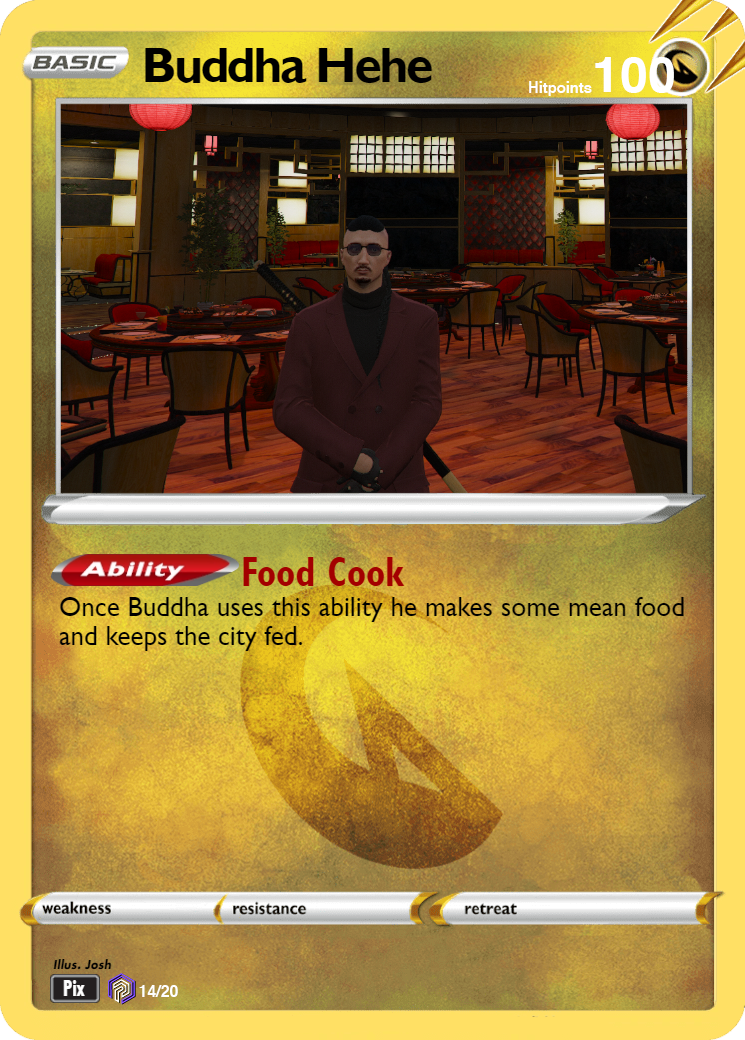 BASIC Buddha Hehe Hitpoints 100
Ability Food Cook
Once Buddha uses this ability he makes some mean food
and keeps the city fed.
weakness resistance retreat
Illus. Josh
Pix 14/20